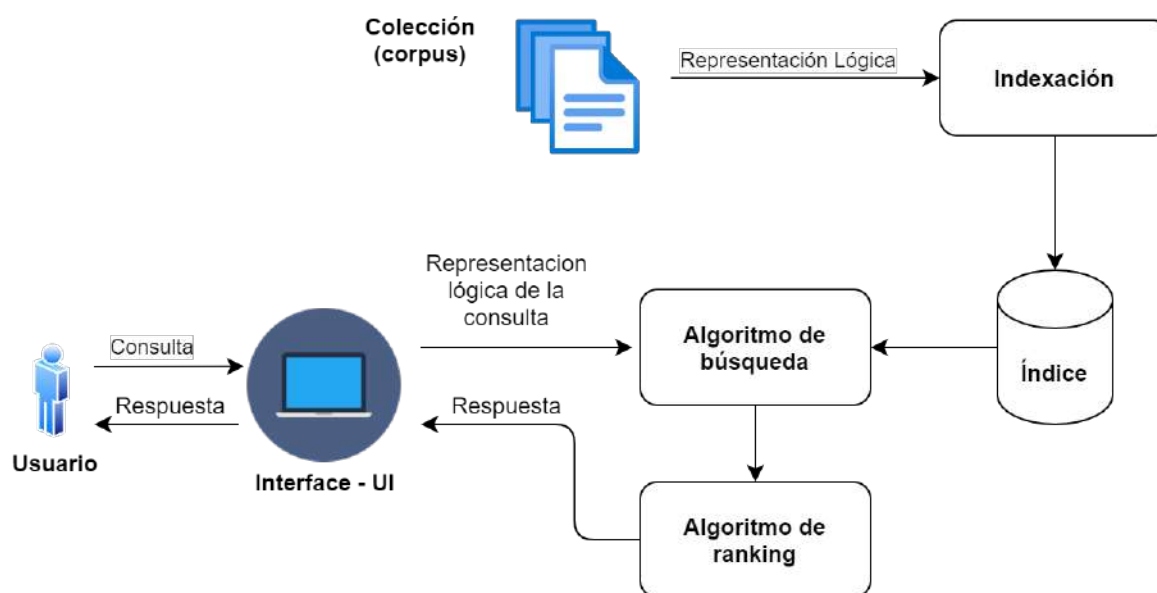 Colección
(corpus)
Representación Lógica
Indexación
Representacion
lógica de la
consulta
Algoritmo de
búsqueda
Índice
Consulta
Respuesta
Respuesta
Usuario
Interface - UI
Algoritmo de
ranking